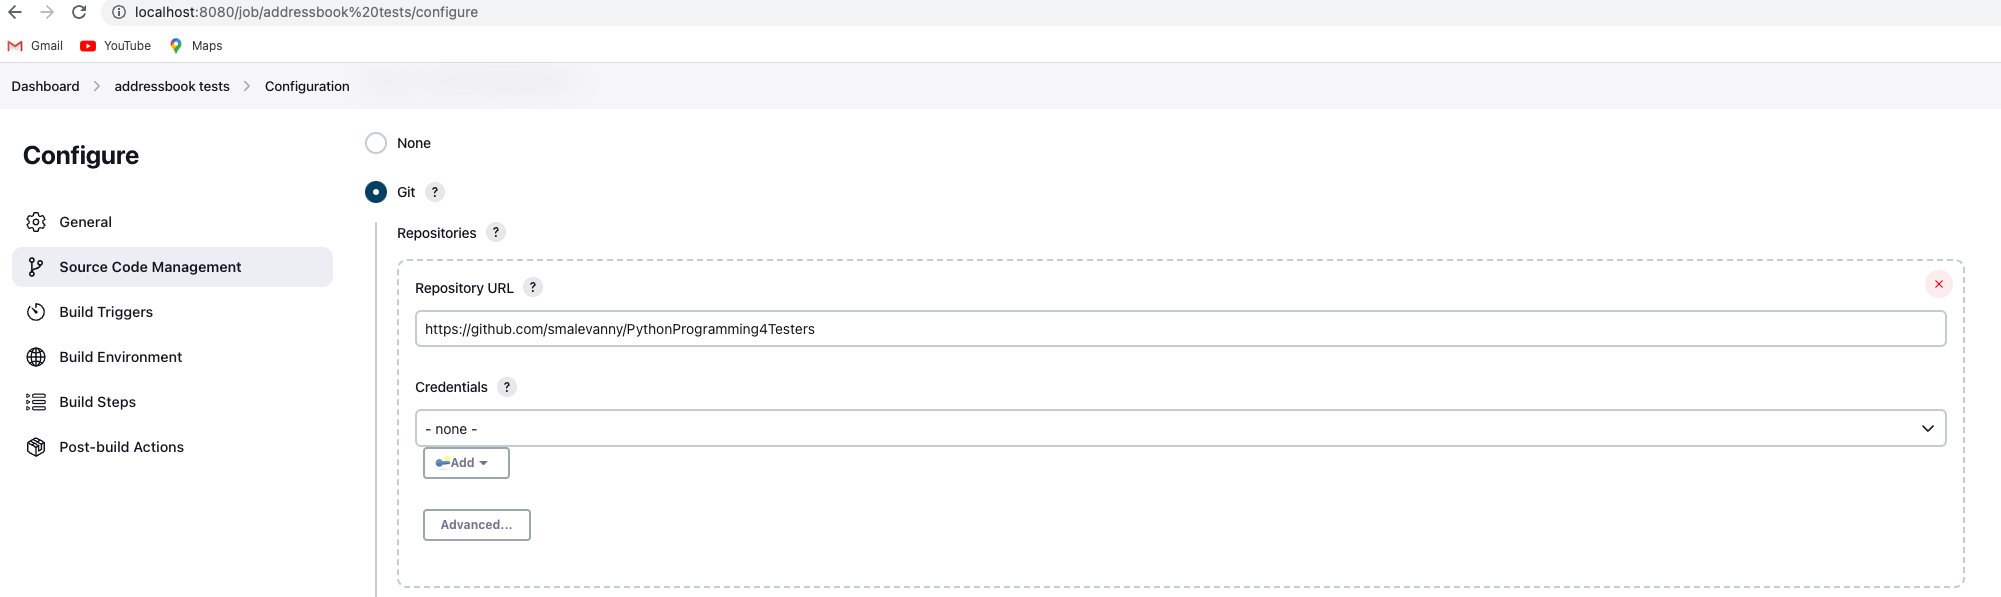 localhost:8080/job/addressbook%20tests/configure
Gmail YouTube Maps
Dashboard addressbook tests Configuration
Configure
General
Source Code Management
Build Triggers
Build Environment
Build Steps
Post-build Actions
None
Git ?
Repositories ?
Repository URL ?
https://github.com/smalevanny/PythonProgramming4Testers
Credentials ?
- none -
Add
Advanced...